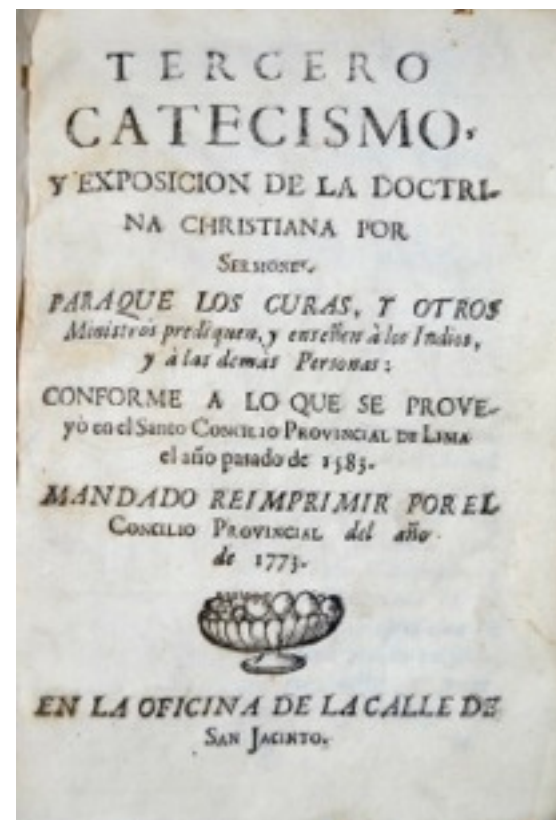 TERCERO
CATECISMO,
Y EXPOSICION DE LA DOCTRI-
NA CHRISTIANA POR
SERMONES.
PARAQUE LOS CURAS, Y OTROS
Ministros prediquen, y enseñen à los Indios,
y à las demás Personas:
CONFORME A LO QUE SE PROVE-
yò en el Santo CONCILIO PROVINCIAL DE LIMA
el año pasado de 1583.
MANDADO REIMPRIMIR POR EL
CONCILIO PROVINCIAL del año
de 1773.
EN LA OFICINA DE LA CALLE DE
SAN JACINTO.